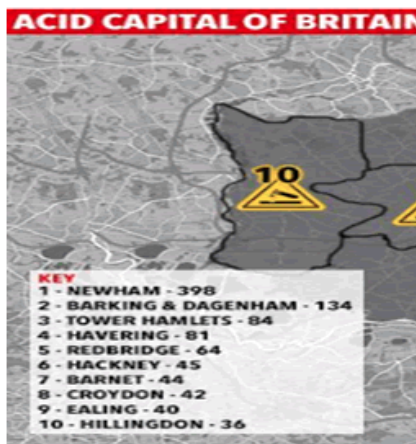 ACID CAPITAL OF BRITAIN
10
KEY
1 - NEWHAM - 398
2 - BARKING & DAGENHAM - 134
3 - TOWER HAMLETS - 84
4 - HAVERING - 81
5 - REDBRIDGE - 64
6 - HACKNEY - 45
7 - BARNET - 44
8 - CROYDON - 42
9 - EALING - 40
10 - HILLINGDON - 36